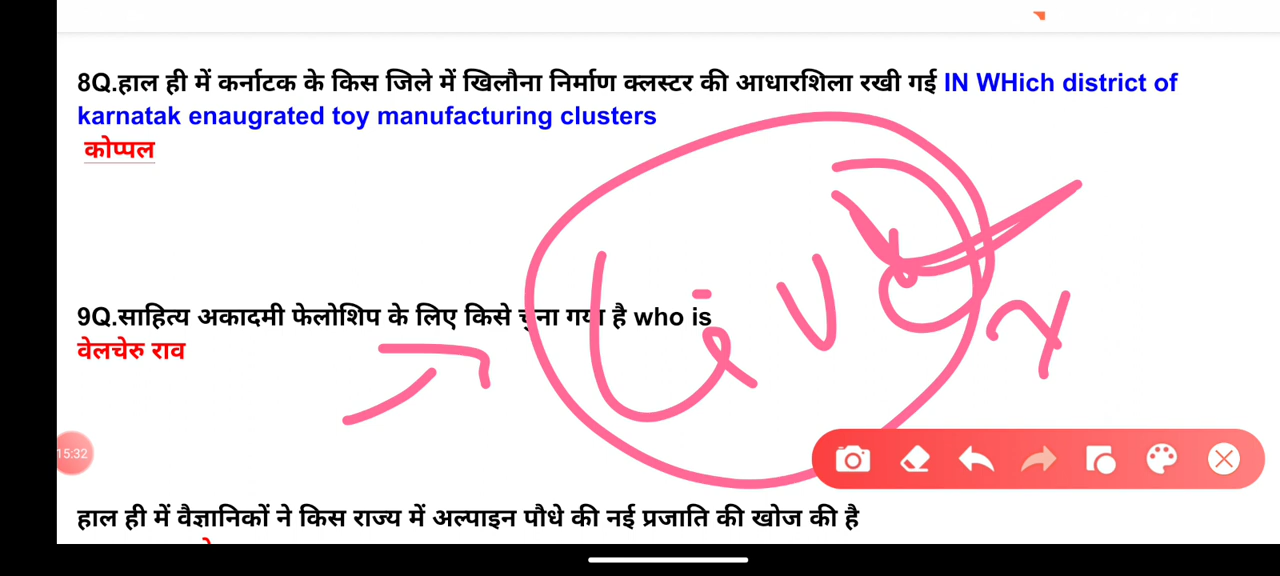 8Q.हाल ही में कर्नाटक के किस जिले में खिलौना निर्माण क्लस्टर की आधारशिला रखी गई IN WHich district of
karnatak enaugrated toy manufacturing clusters
कोप्पल
9Q.साहित्य अकादमी फेलोशिप के लिए किसे चुना गया है who is
वेलचेरु राव
Live
15:32
हाल ही में वैज्ञानिकों ने किस राज्य में अल्पाइन पौधे की नई प्रजाति की खोज की है